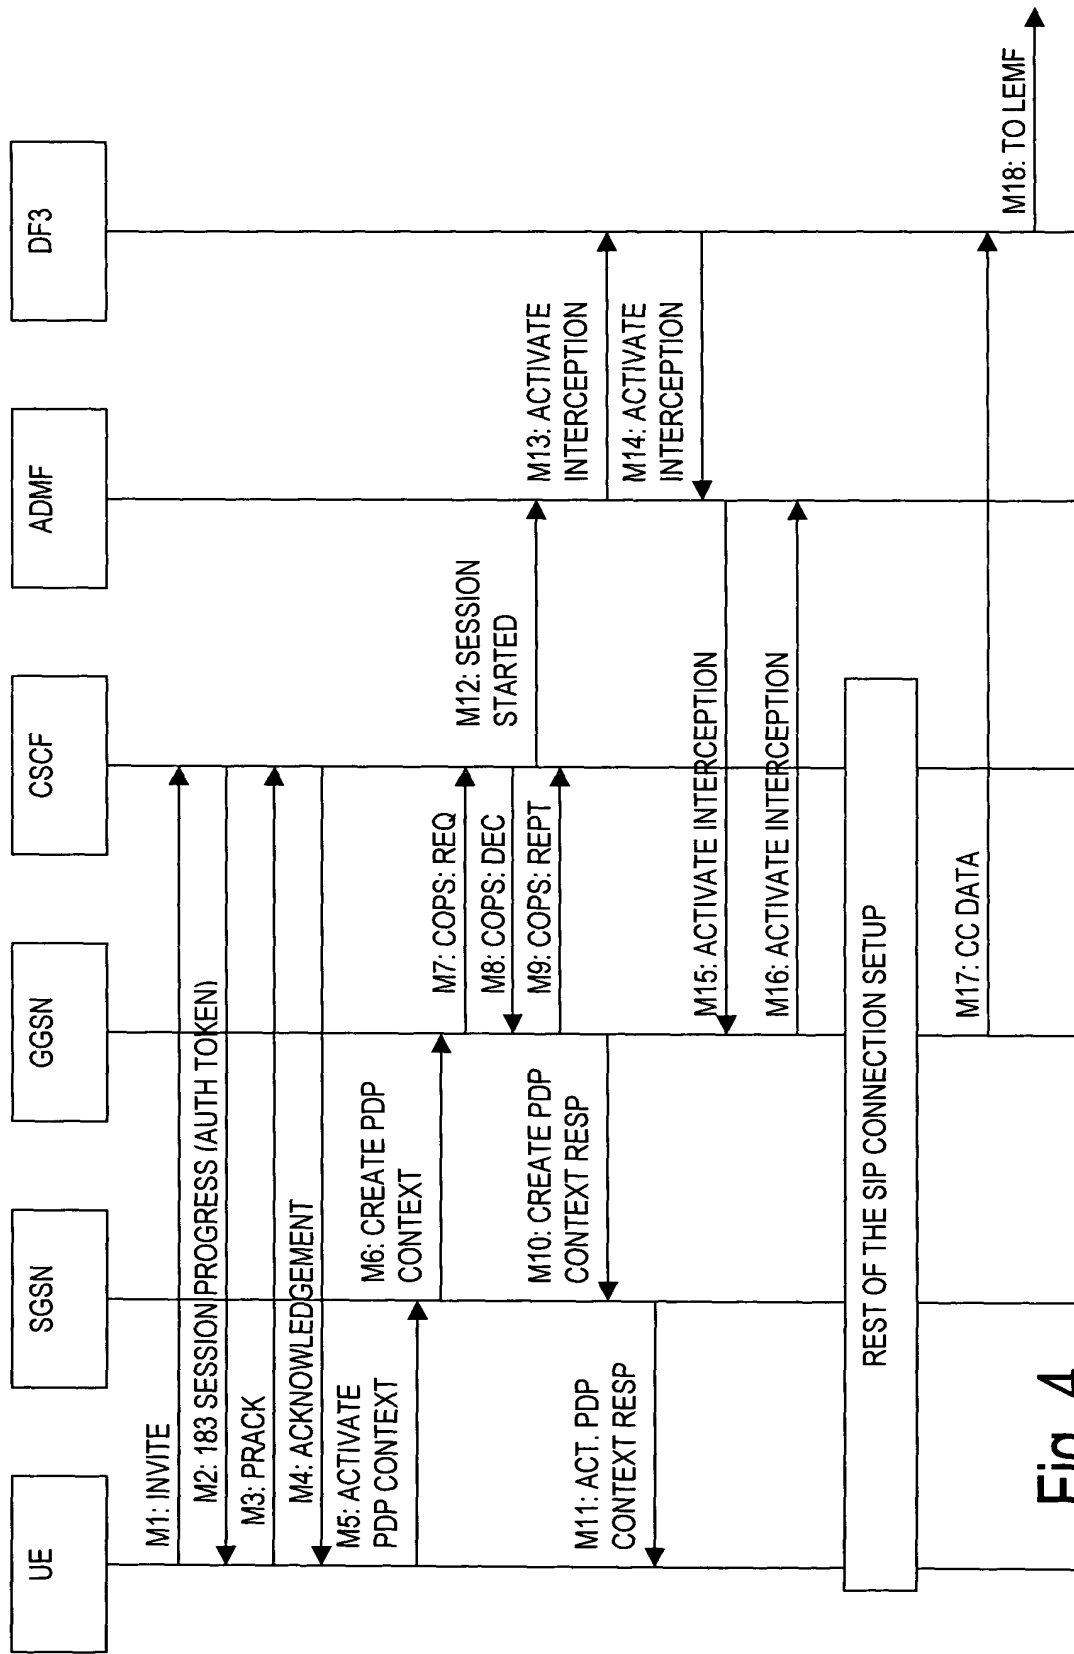 UE
SGSN
GGSN
CSCF
ADMF
DF3
M1: INVITE
M2: 183 SESSION PROGRESS (AUTH TOKEN)
M3: PRACK
M4: ACKNOWLEDGEMENT
M5: ACTIVATE
PDP CONTEXT
M6: CREATE PDP
CONTEXT
M7: COPS: REQ
M8: COPS: DEC
M9: COPS: REPT
M10: CREATE PDP
CONTEXT RESP
M11: ACT. PDP
CONTEXT RESP
M12: SESSION
STARTED
M13: ACTIVATE
INTERCEPTION
M14: ACTIVATE
INTERCEPTION
M15: ACTIVATE INTERCEPTION
M16: ACTIVATE INTERCEPTION
REST OF THE SIP CONNECTION SETUP
M17: CC DATA
M18: TO LEMF
Fig. 4